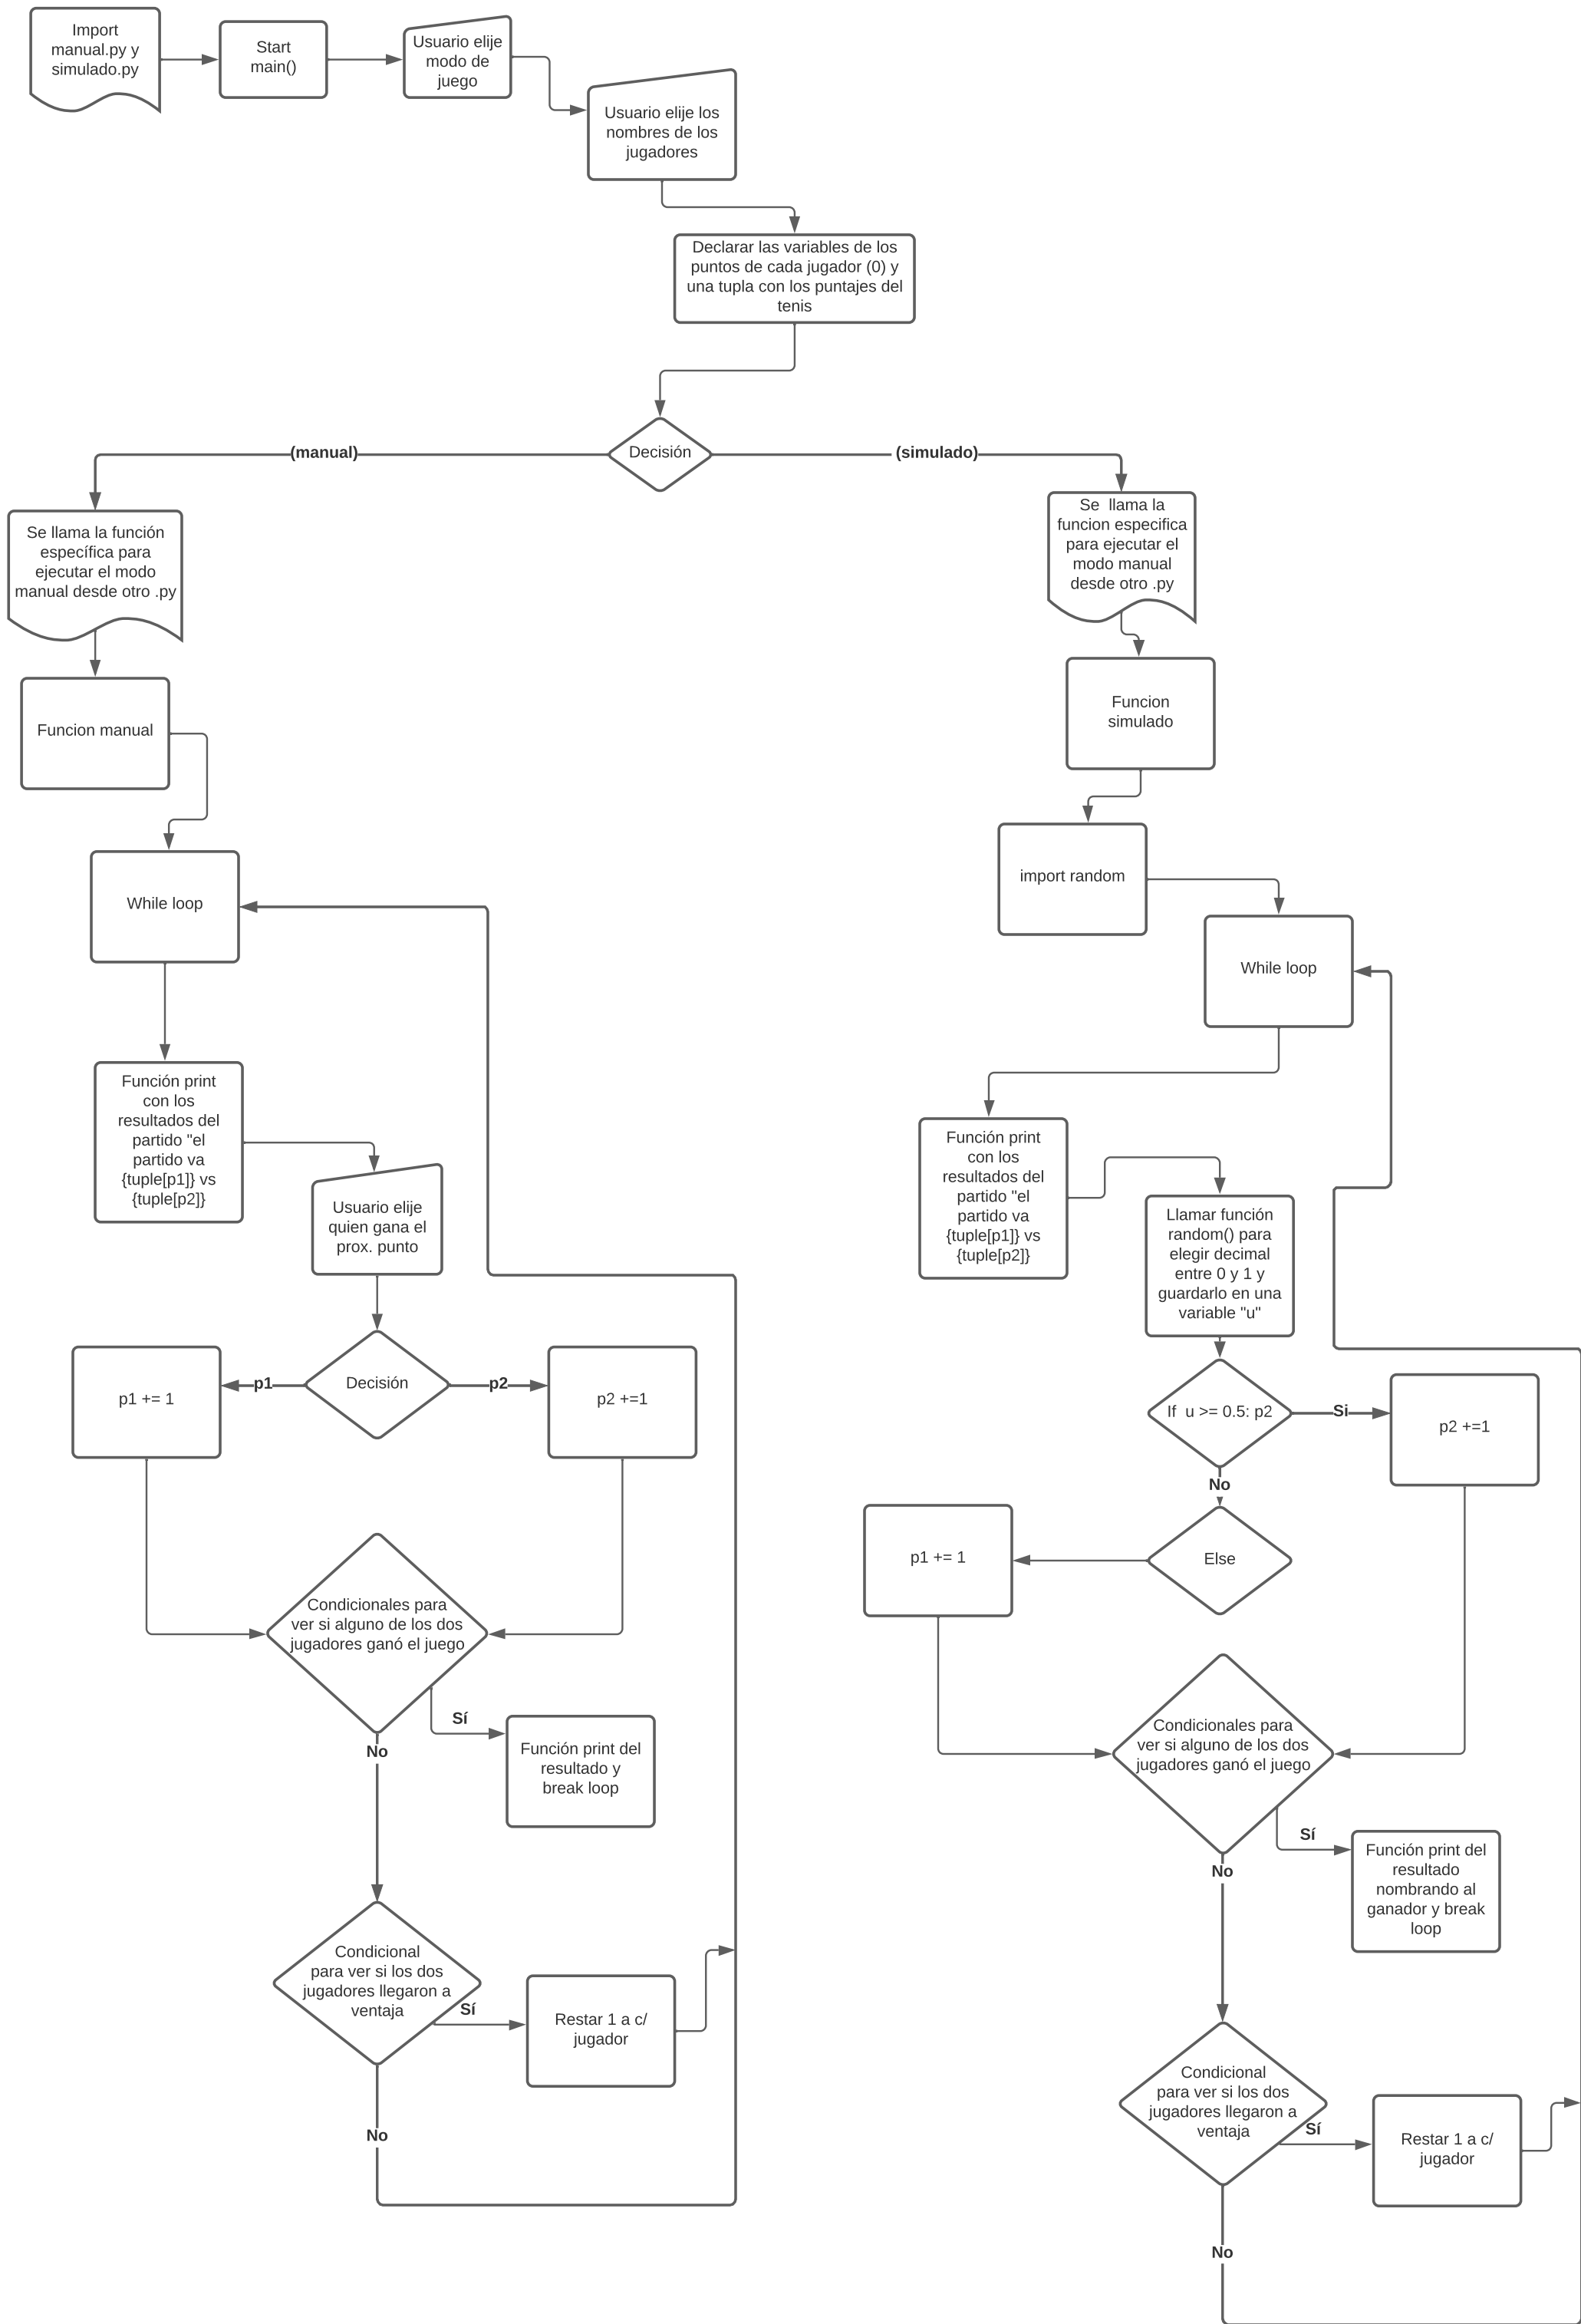 Import
manual.py y
simulado.py
Start
main()
Usuario elije
modo de
juego
Usuario elije los
nombres de los
jugadores
Declarar las variables de los
puntos de cada jugador (0) y
una tupla con los puntajes del
tenis
Decisión
(manual)
(simulado)
Se llama la función
específica para
ejecutar el modo
manual desde otro .py
Funcion manual
While loop
Función print
con los
resultados del
partido "el
partido va
{tuple[p1]} vs
{tuple[p2]}
Usuario elije
quien gana el
prox. punto
Decisión
p1
p2
p1 += 1
p2 +=1
Condicionales para
ver si alguno de los dos
jugadores ganó el juego
Sí
Función print del
resultado y
break loop
No
Condicional
para ver si los dos
jugadores llegaron a
ventaja
Sí
Restar 1 a c/
jugador
No
Se  llama la
funcion especifica
para ejecutar el
modo manual
desde otro .py
Funcion
simulado
import random
While loop
Función print
con los
resultados del
partido "el
partido va
{tuple[p1]} vs
{tuple[p2]}
Llamar función
random() para
elegir decimal
entre 0 y 1 y
guardarlo en una
variable "u"
If  u >= 0.5: p2
Si
p2 +=1
No
Else
p1 += 1
Condicionales para
ver si alguno de los dos
jugadores ganó el juego
Sí
Función print del
resultado
nombrando al
ganador y break
loop
No
Condicional
para ver si los dos
jugadores llegaron a
ventaja
Sí
Restar 1 a c/
jugador
No